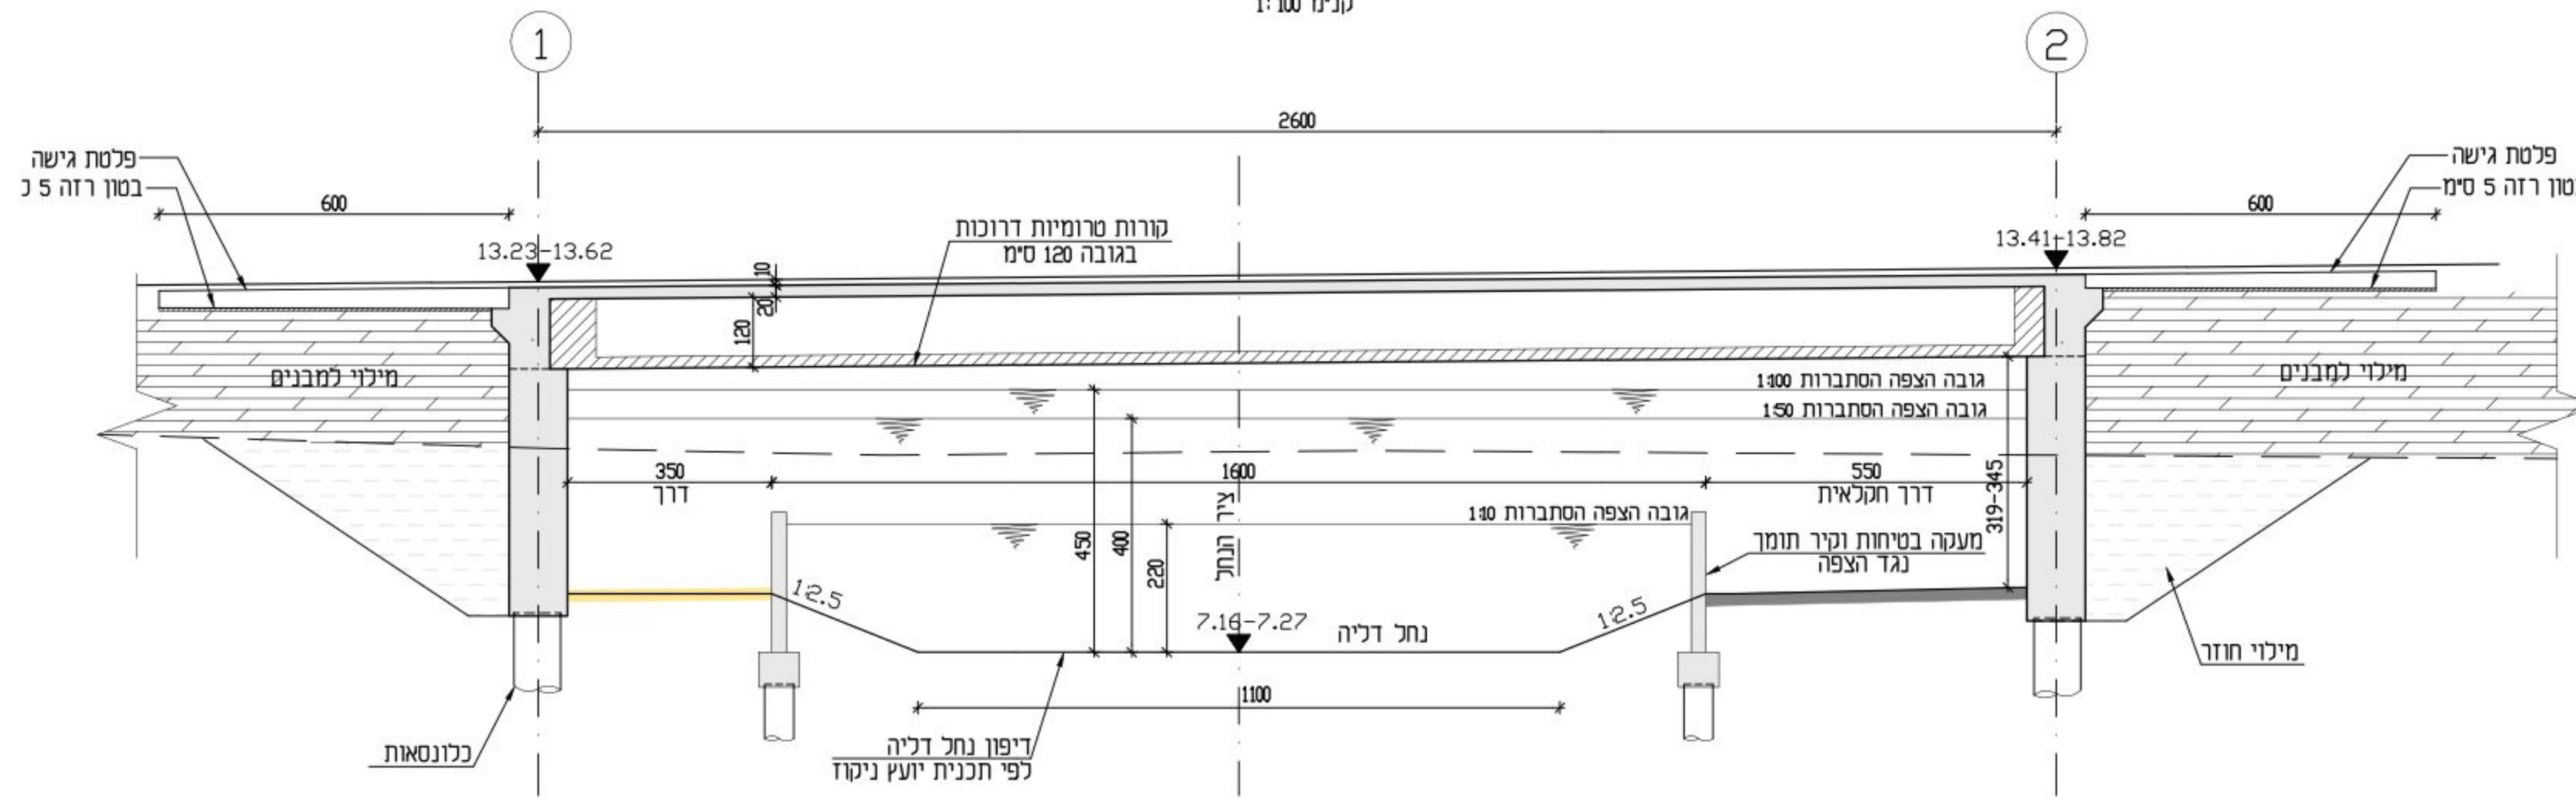 קנ"מ 1:100
1
2
2600
פלטת גישה
בטון רזה 5
פלטת גישה
טון רזה 5 ס"מ
600
600
13.23-13.62
13.41-13.82
קורות טרומיות דרוכות
בגובה 120 ס"מ
10
20
120
מילוי למבנים
מילוי למבנים
גובה הצפה הסתברות 1:100
גובה הצפה הסתברות 1:50
350
דרך
1600
550
דרך חקלאית
319-345
ציר הנחל
גובה הצפה הסתברות 1:10
450
400
220
מעקה בטיחות וקיר תומך
נגד הצפה
1:2.5
1:2.5
7.16-7.27
נחל דליה
מילוי חוזר
1100
כלונסאות
דיפון נחל דליה
לפי תכנית יועץ ניקוז